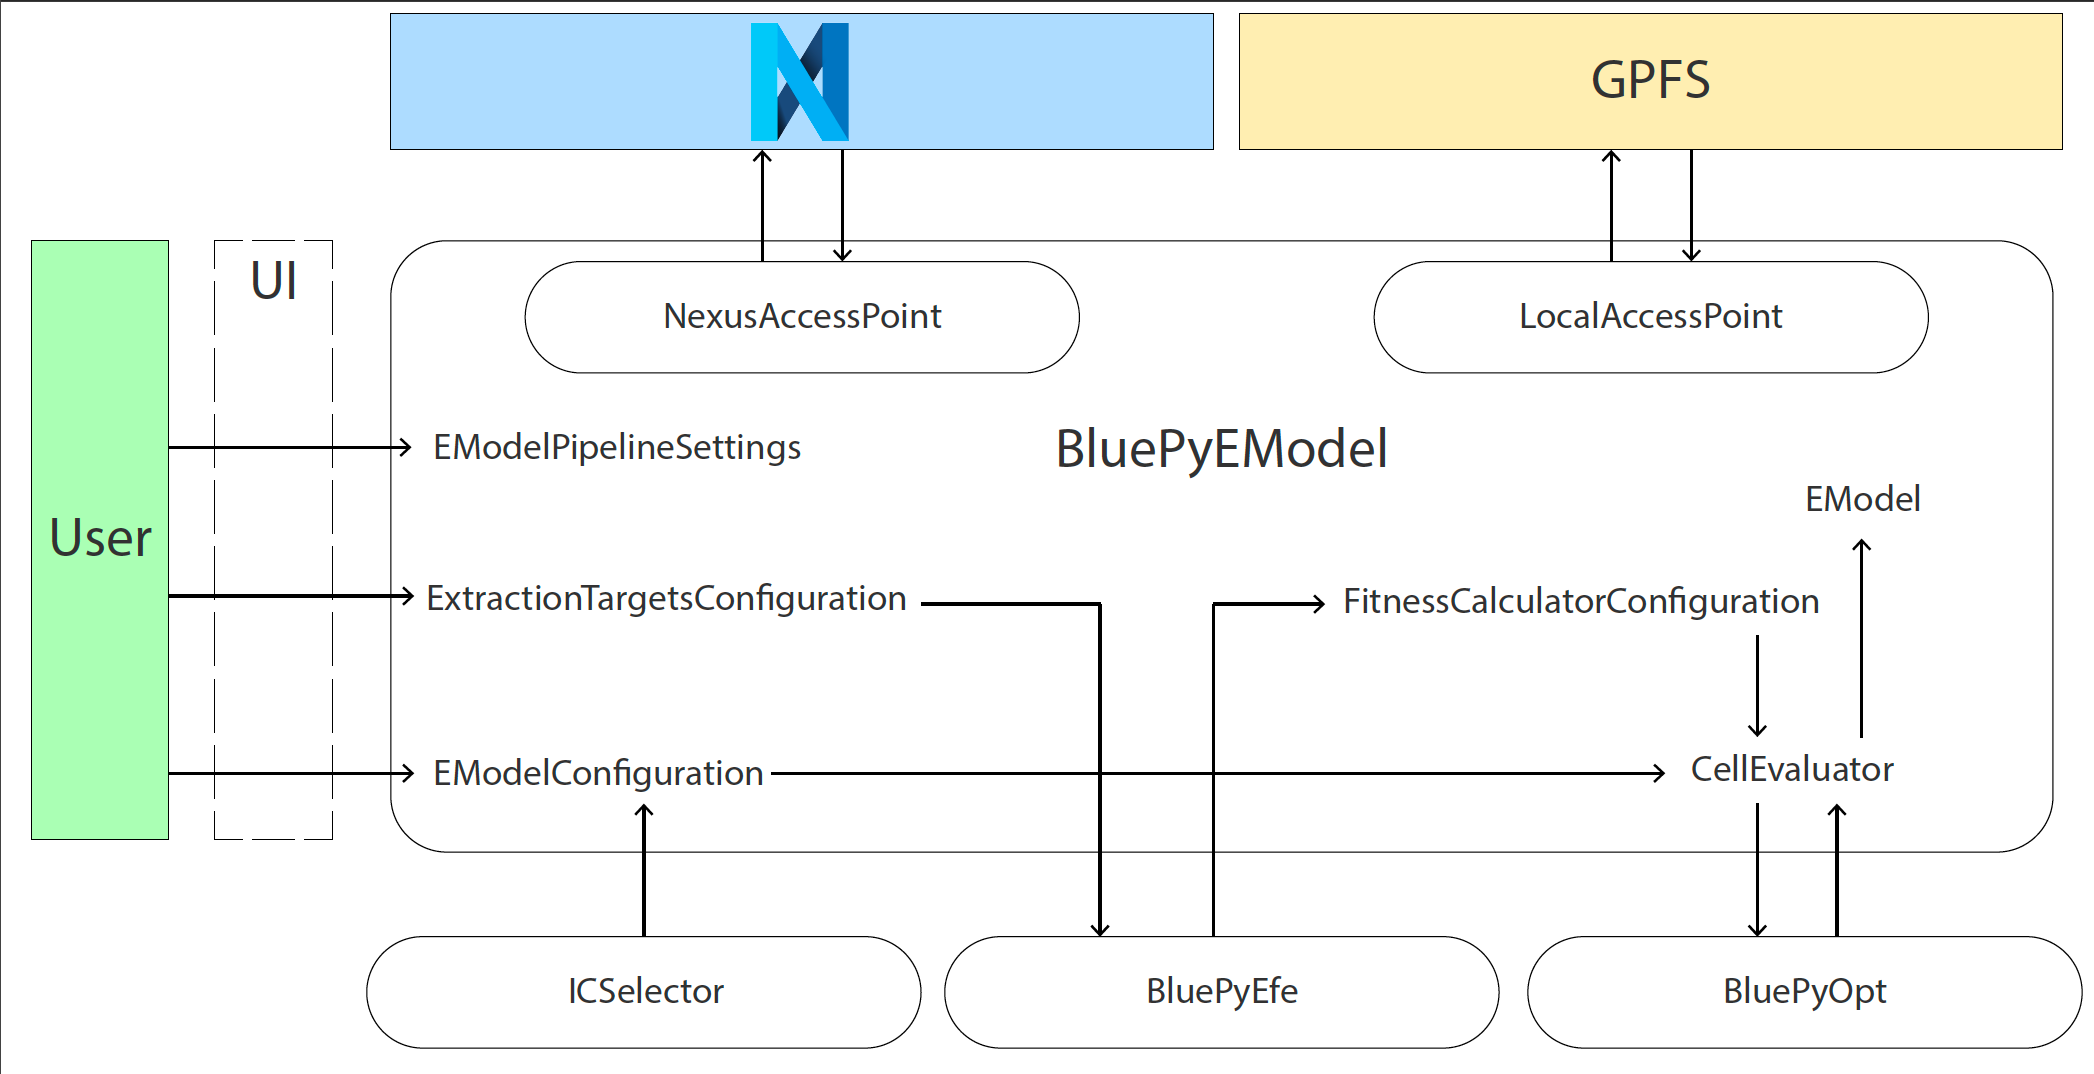 GPFS
UI
NexusAccessPoint
LocalAccessPoint
EModelPipelineSettings
BluePyEModel
EModel
User
ExtractionTargetsConfiguration
FitnessCalculatorConfiguration
EModelConfiguration
CellEvaluator
ICSelector
BluePyEfe
BluePyOpt